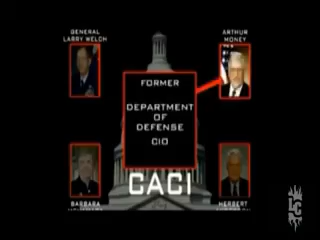 GENERAL
LARRY WELCH
ARTHUR
MONEY
FORMER
DEPARTMENT
OF
DEFENSE
CIO
BARBARA
HERBERT
CACI